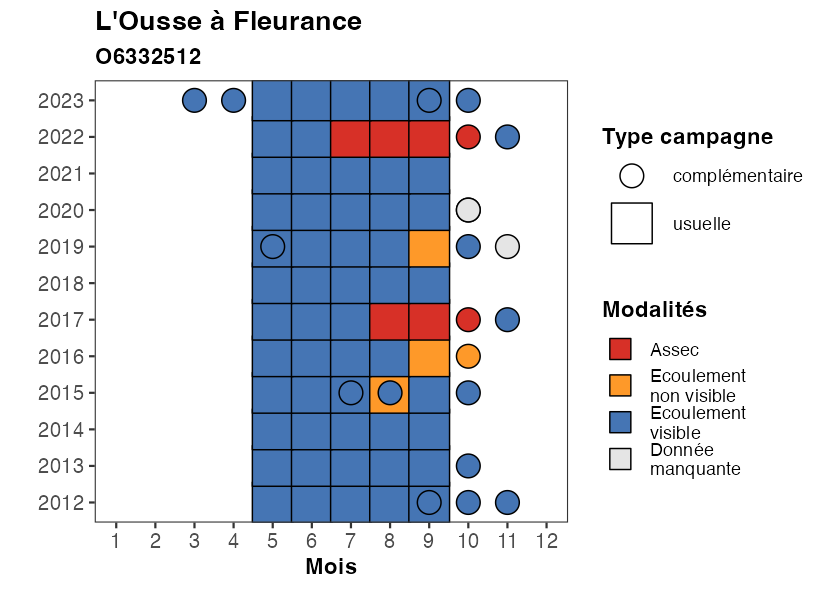 L'Ousse à Fleurance
O6332512
2023
2022
2021
2020
2019
2018
2017
2016
2015
2014
2013
2012
1 2 3 4 5 6 7 8 9 10 11 12
Mois
Type campagne
complémentaire
usuelle
Modalités
Assec
Ecoulement
non visible
Ecoulement
visible
Donnée
manquante